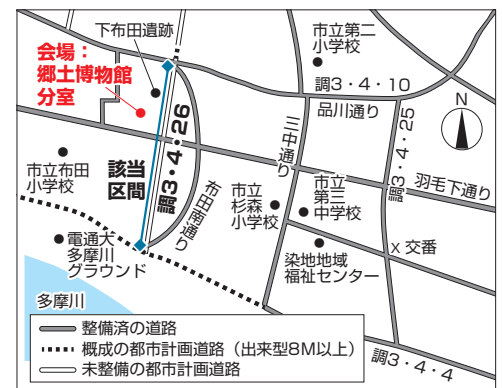 下布田遺跡
会場：
郷土博物館
分室
市立第二
小学校
調3・4・10
品川通り
N
調3・4・25
三中通り
調3・4・26
該当
区間
市立布田
小学校
布田南通り
市立
杉森
小学校
市立
第三
中学校
羽毛下通り
X 交番
電通大
多摩川
グラウンド
染地地域
福祉センター
多摩川
調3・4・4
整備済の道路
概成の都市計画道路（出来型8M以上）
未整備の都市計画道路